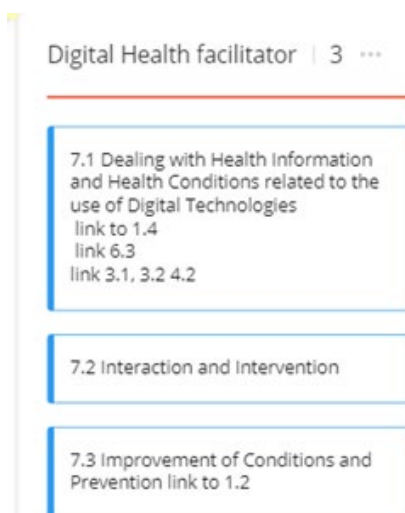 Digital Health facilitator | 3 ...
7.1 Dealing with Health Information
and Health Conditions related to the
use of Digital Technologies
link to 1.4
link 6.3
link 3.1, 3.2 4.2
7.2 Interaction and Intervention
7.3 Improvement of Conditions and
Prevention link to 1.2